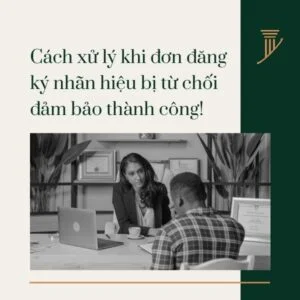 Cách xử lý khi đơn đăng
ký nhãn hiệu bị từ chối
đảm bảo thành công!